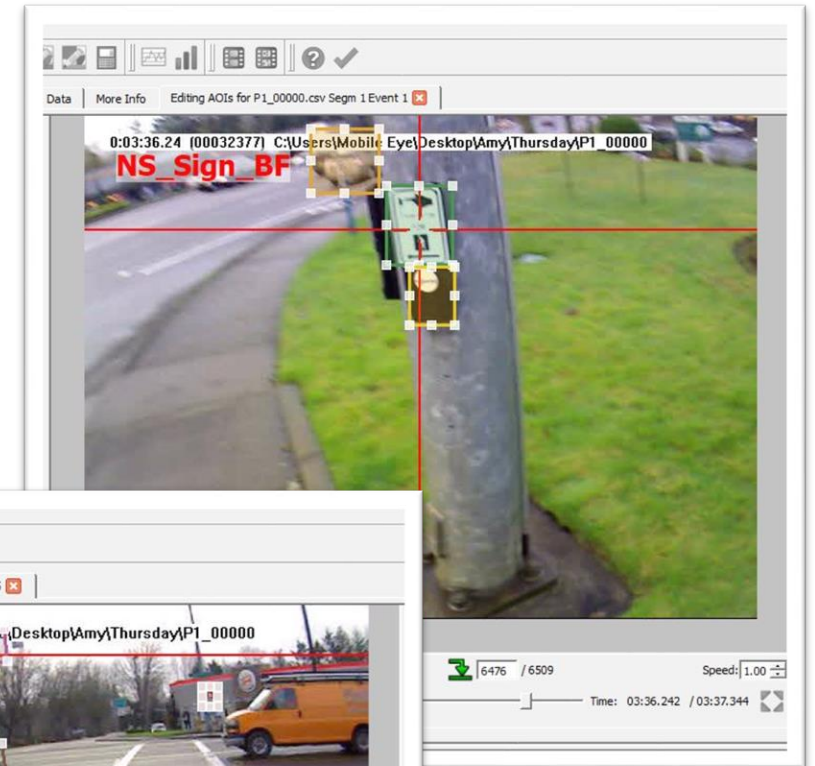 Data More Info Editing AOIs for P1_00000.csv Segm 1 Event 1
0:03:36.24 (00032377) C:\Users\Mobile Eye\Desktop\Amy\Thursday\P1_00000
NS_Sign_BF
6476 / 6509 Speed: 1.00
Time: 03:36.242 / 03:37.344
\Desktop\Amy\Thursday\P1_00000